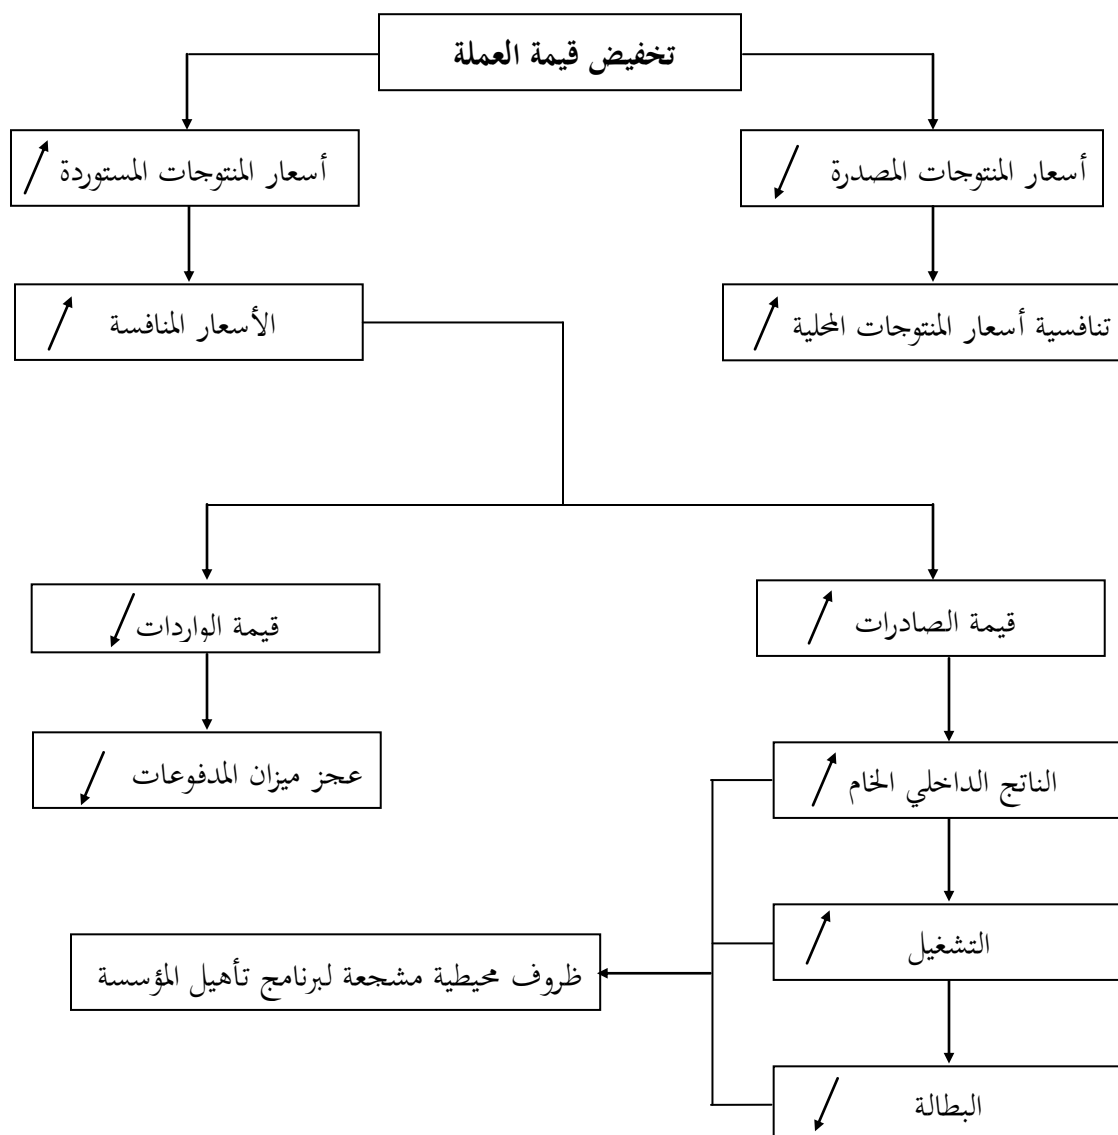 تخفيض قيمة العملة
أسعار المنتوجات المصدرة
أسعار المنتوجات المستوردة
تنافسية أسعار المنتوجات المحلية
الأسعار المنافسة
قيمة الصادرات
قيمة الواردات
الناتج الداخلي الخام
عجز ميزان المدفوعات
التشغيل
ظروف محيطية مشجعة لبرنامج تأهيل المؤسسة
البطالة